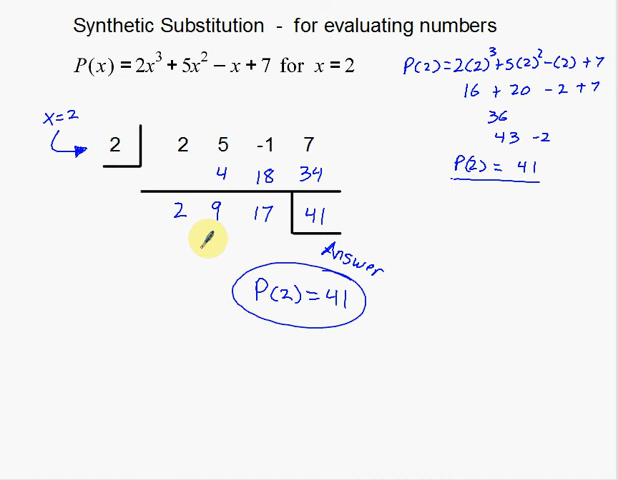 Synthetic Substitution - for evaluating numbers
P(x) = 2x³ + 5x² − x + 7 for x = 2
P(2) = 2(2)³ + 5(2)² − (2) + 7
16 + 20 − 2 + 7
36
43 − 2
P(2) = 41
x=2
2 2 5 -1 7
4 18 34
2 9 17 41
Answer
P(2) = 41